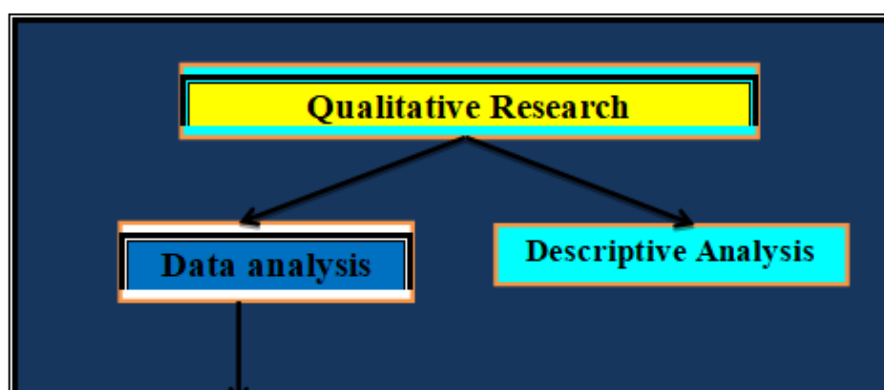 Qualitative Research
Data analysis
Descriptive Analysis